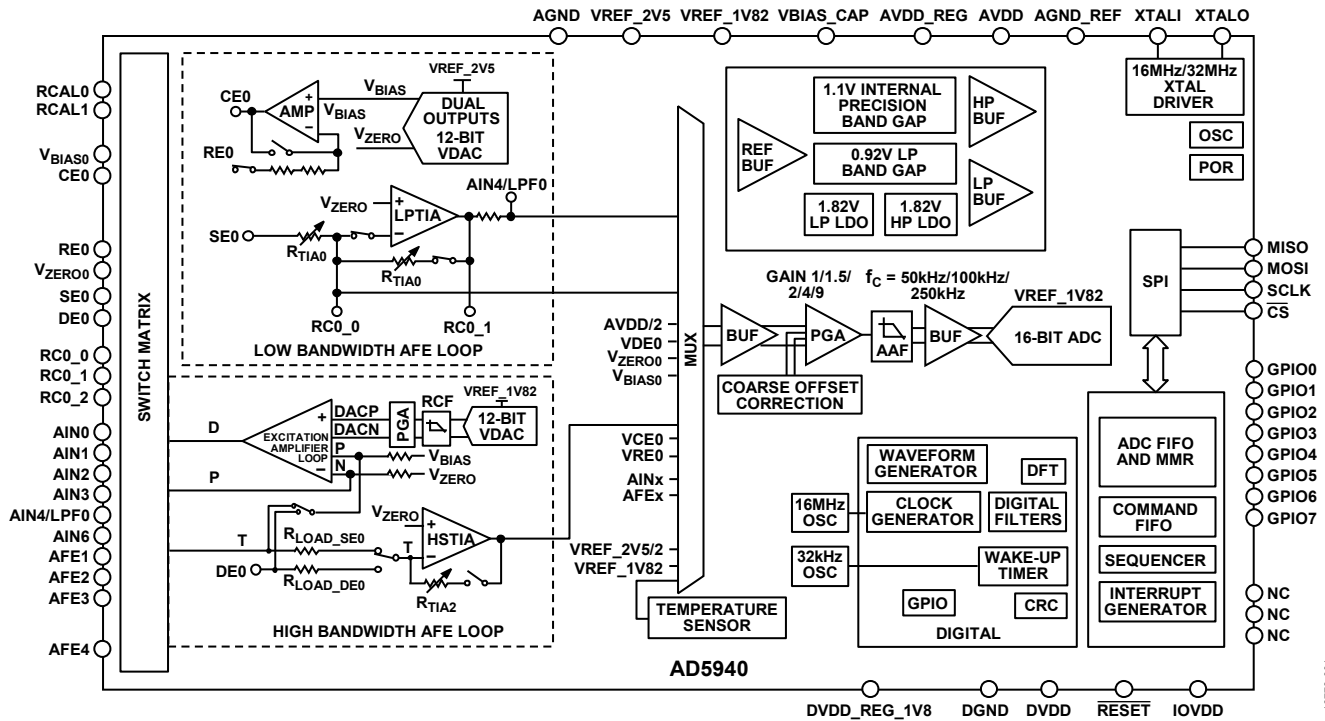 AGND VREF_2V5 VREF_1V82 VBIAS_CAP AVDD_REG AVDD AGND_REF XTALI XTALO
RCAL0
RCAL1
VBIAS0
CE0
RE0
VZERO0
SE0
DE0
RC0_0
RC0_1
RC0_2
AIN0
AIN1
AIN2
AIN3
AIN4/LPF0
AIN6
AFE1
AFE2
AFE3
AFE4
SWITCH MATRIX
VREF_2V5
CE0
AMP
+
−
VBIAS
VBIAS
VZERO
DUAL
OUTPUTS
12-BIT
VDAC
RE0
AIN4/LPF0
VZERO
+
LPTIA
−
SE0
RTIA0
RTIA0
RC0_0
RC0_1
LOW BANDWIDTH AFE LOOP
VREF_1V82
D
EXCITATION
AMPLIFIER
LOOP
+
−
DACP
DACN
P
N
PGA
RCF
12-BIT
VDAC
VBIAS
VZERO
P
T
RLOAD_SE0
DE0
RLOAD_DE0
VZERO
+
HSTIA
−
T
RTIA2
HIGH BANDWIDTH AFE LOOP
MUX
AVDD/2
VDE0
VZERO0
VBIAS0
VCE0
VRE0
AINx
AFEx
VREF_2V5/2
VREF_1V82
TEMPERATURE
SENSOR
REF
BUF
1.1V INTERNAL
PRECISION
BAND GAP
0.92V LP
BAND GAP
1.82V
LP LDO
1.82V
HP LDO
HP
BUF
LP
BUF
16MHz/32MHz
XTAL
DRIVER
OSC
POR
GAIN 1/1.5/
2/4/9
fC = 50kHz/100kHz/
250kHz
VREF_1V82
BUF
PGA
AAF
BUF
16-BIT ADC
COARSE OFFSET
CORRECTION
SPI
MISO
MOSI
SCLK
CS
GPIO0
GPIO1
GPIO2
GPIO3
GPIO4
GPIO5
GPIO6
GPIO7
NC
NC
NC
WAVEFORM
GENERATOR
DFT
16MHz
OSC
CLOCK
GENERATOR
DIGITAL
FILTERS
32kHz
OSC
WAKE-UP
TIMER
GPIO
CRC
DIGITAL
ADC FIFO
AND MMR
COMMAND
FIFO
SEQUENCER
INTERRUPT
GENERATOR
AD5940
DVDD_REG_1V8 DGND DVDD RESET IOVDD